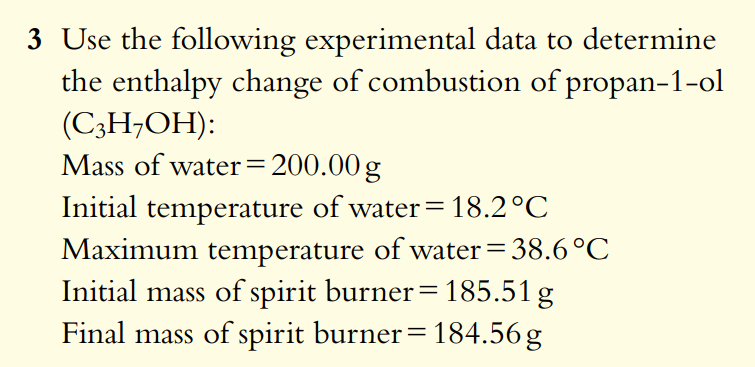 3 Use the following experimental data to determine
the enthalpy change of combustion of propan-1-ol
(C₃H₇OH):
Mass of water = 200.00 g
Initial temperature of water = 18.2 °C
Maximum temperature of water = 38.6 °C
Initial mass of spirit burner = 185.51 g
Final mass of spirit burner = 184.56 g